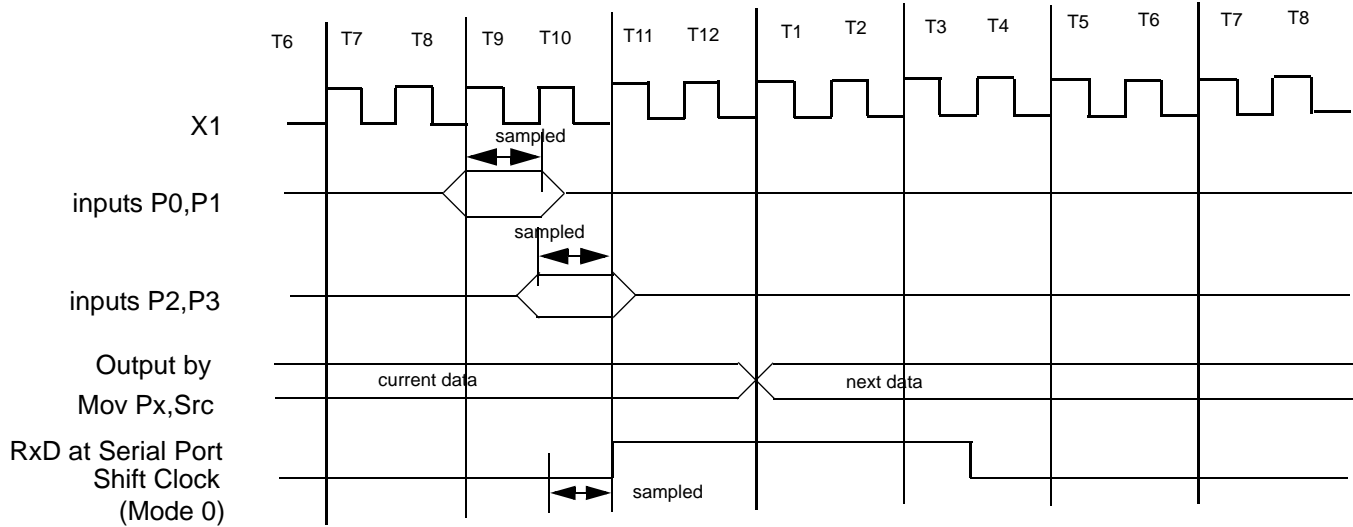 T6 T7 T8 T9 T10 T11 T12 T1 T2 T3 T4 T5 T6 T7 T8
X1
sampled
inputs P0,P1
sampled
inputs P2,P3
Output by
current data
next data
Mov Px,Src
RxD at Serial Port
Shift Clock
sampled
(Mode 0)